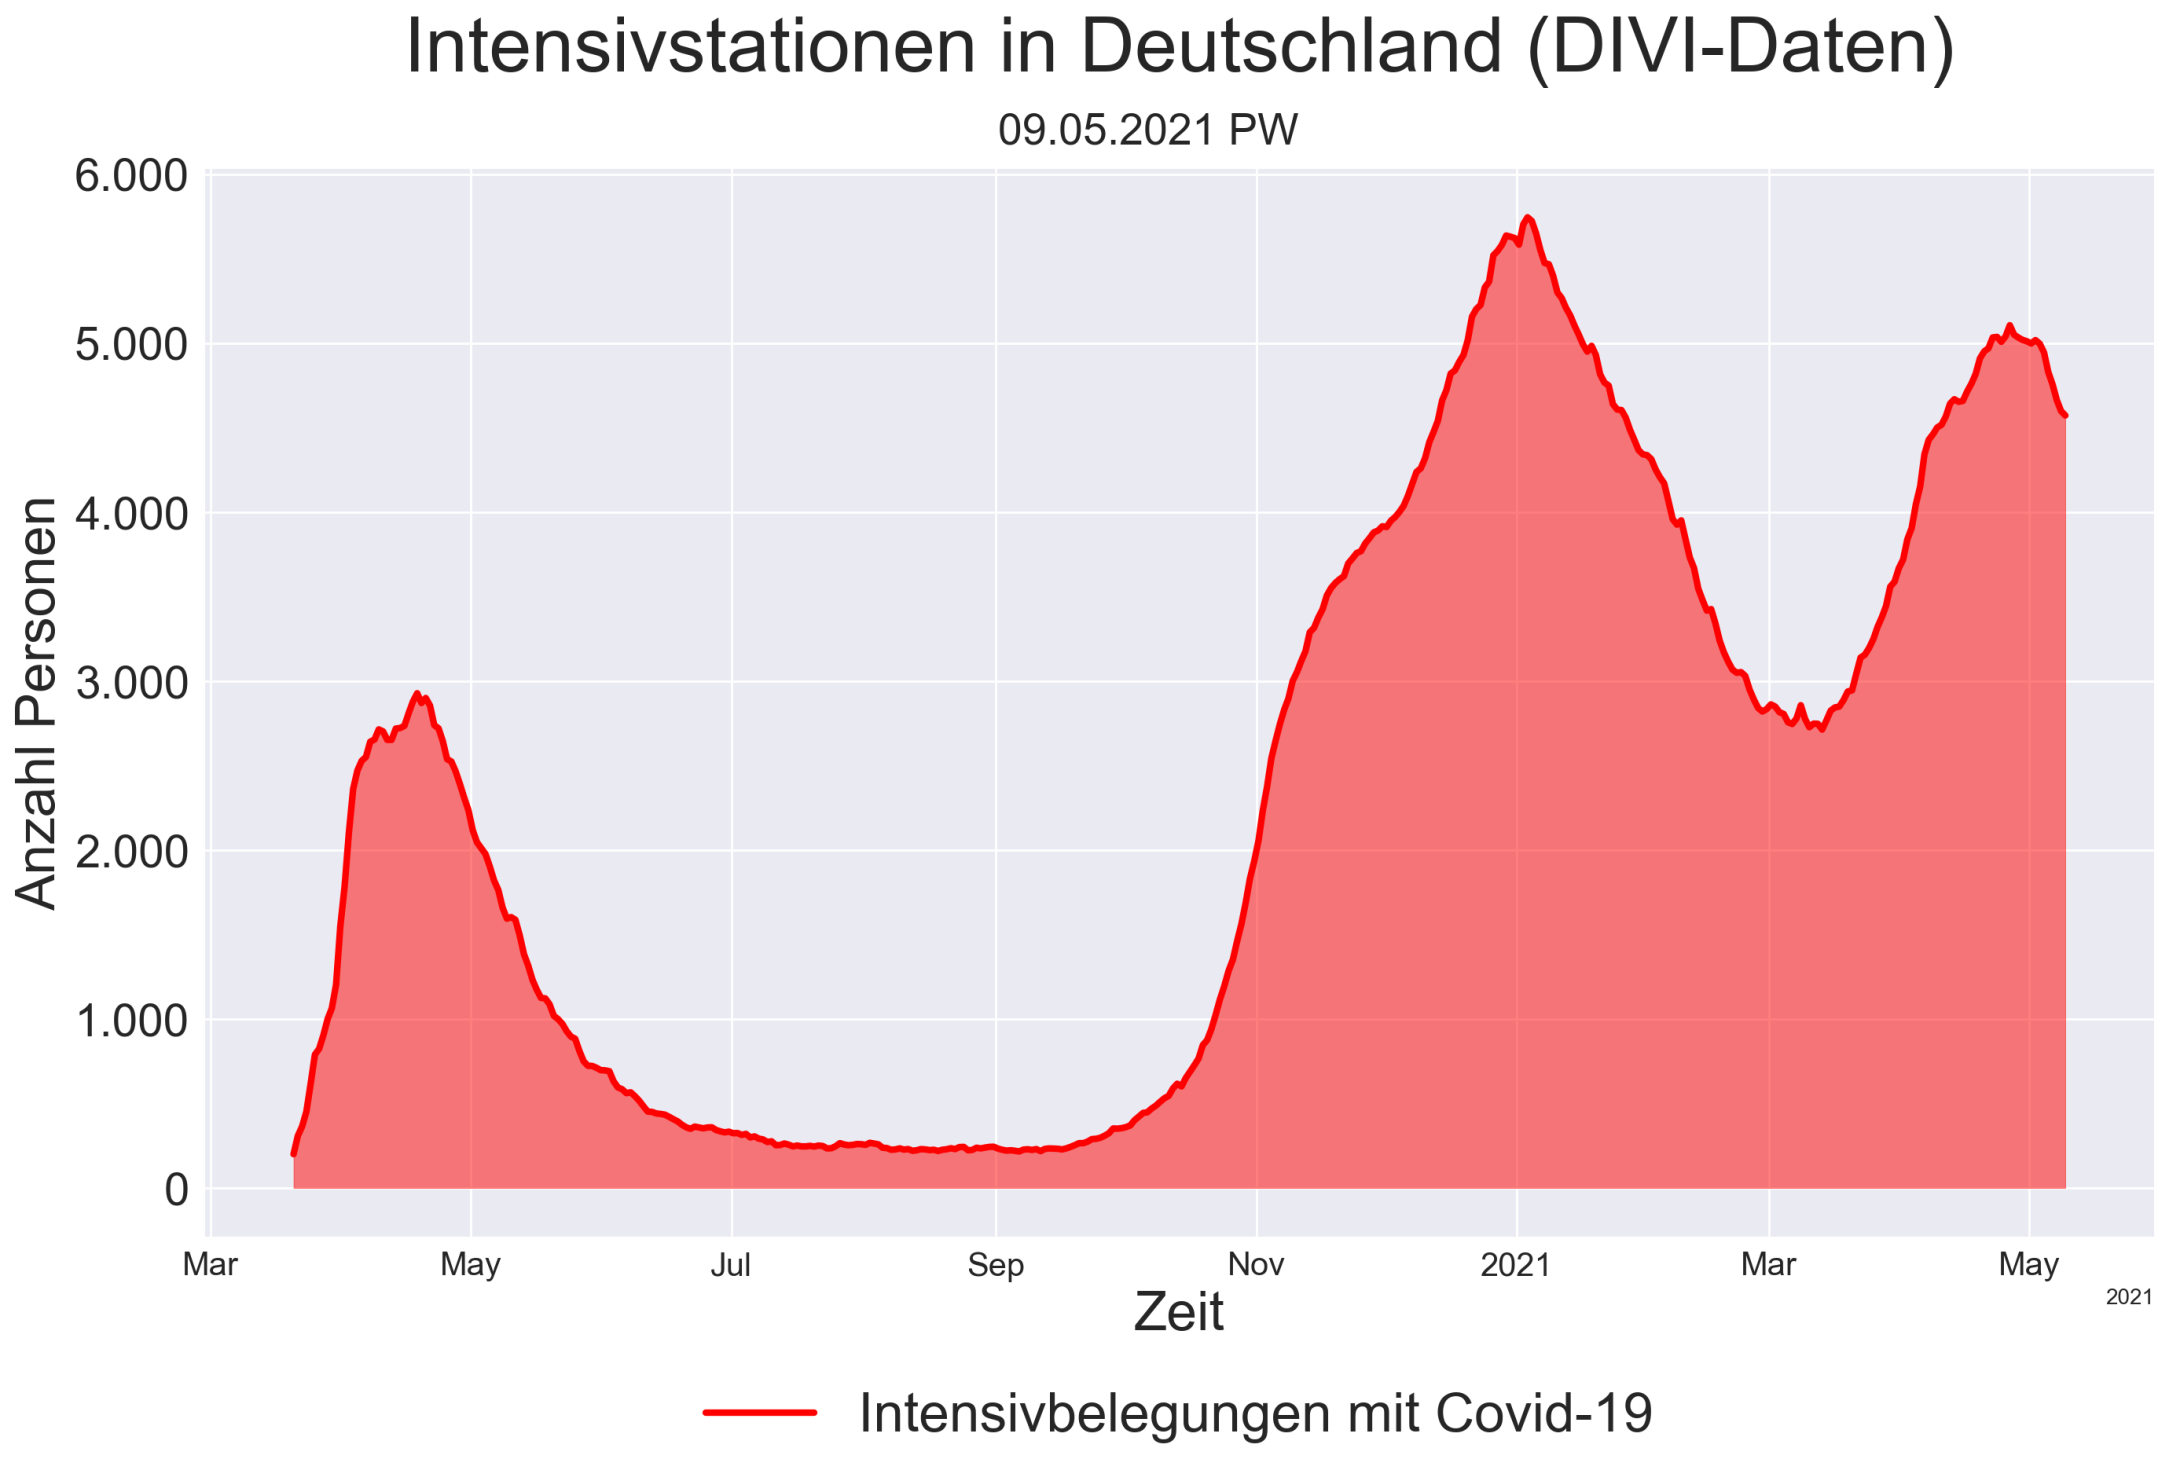 Intensivstationen in Deutschland (DIVI-Daten)
09.05.2021 PW
Anzahl Personen
6.000
5.000
4.000
3.000
2.000
1.000
0
Mar May Jul Sep Nov 2021 Mar May
2021
Zeit
Intensivbelegungen mit Covid-19